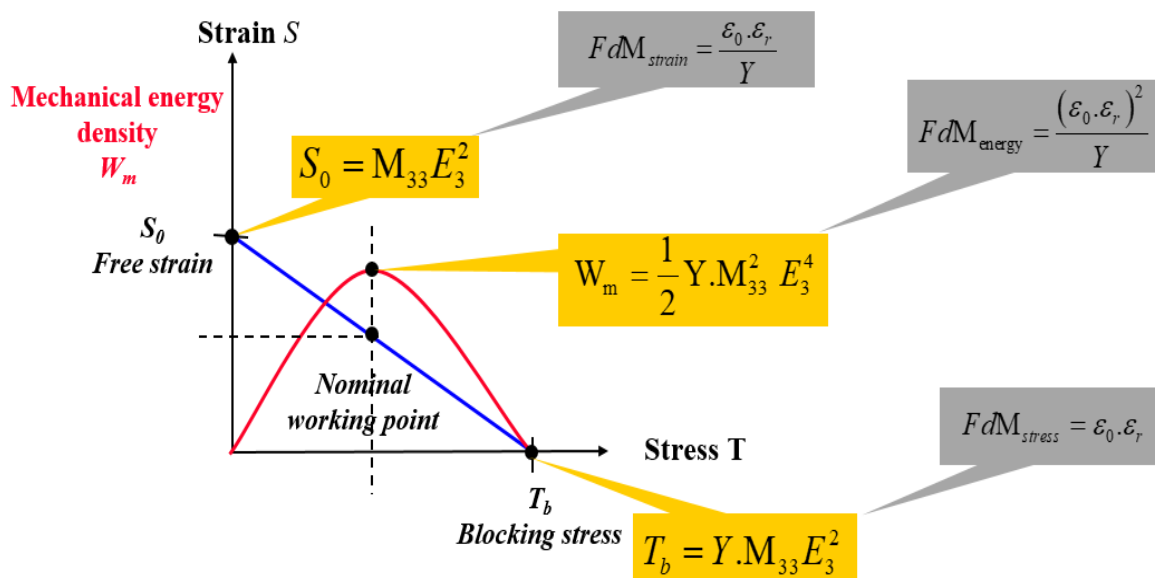 Strain S
Mechanical energy
density
W_m
FdM_strain = ε_0.ε_r / Y
S_0 = M_33 E_3^2
FdM_energy = (ε_0.ε_r)^2 / Y
S_0
Free strain
W_m = 1/2 Y.M_33^2 E_3^4
Nominal
working point
Stress T
FdM_stress = ε_0.ε_r
T_b
Blocking stress
T_b = Y.M_33 E_3^2